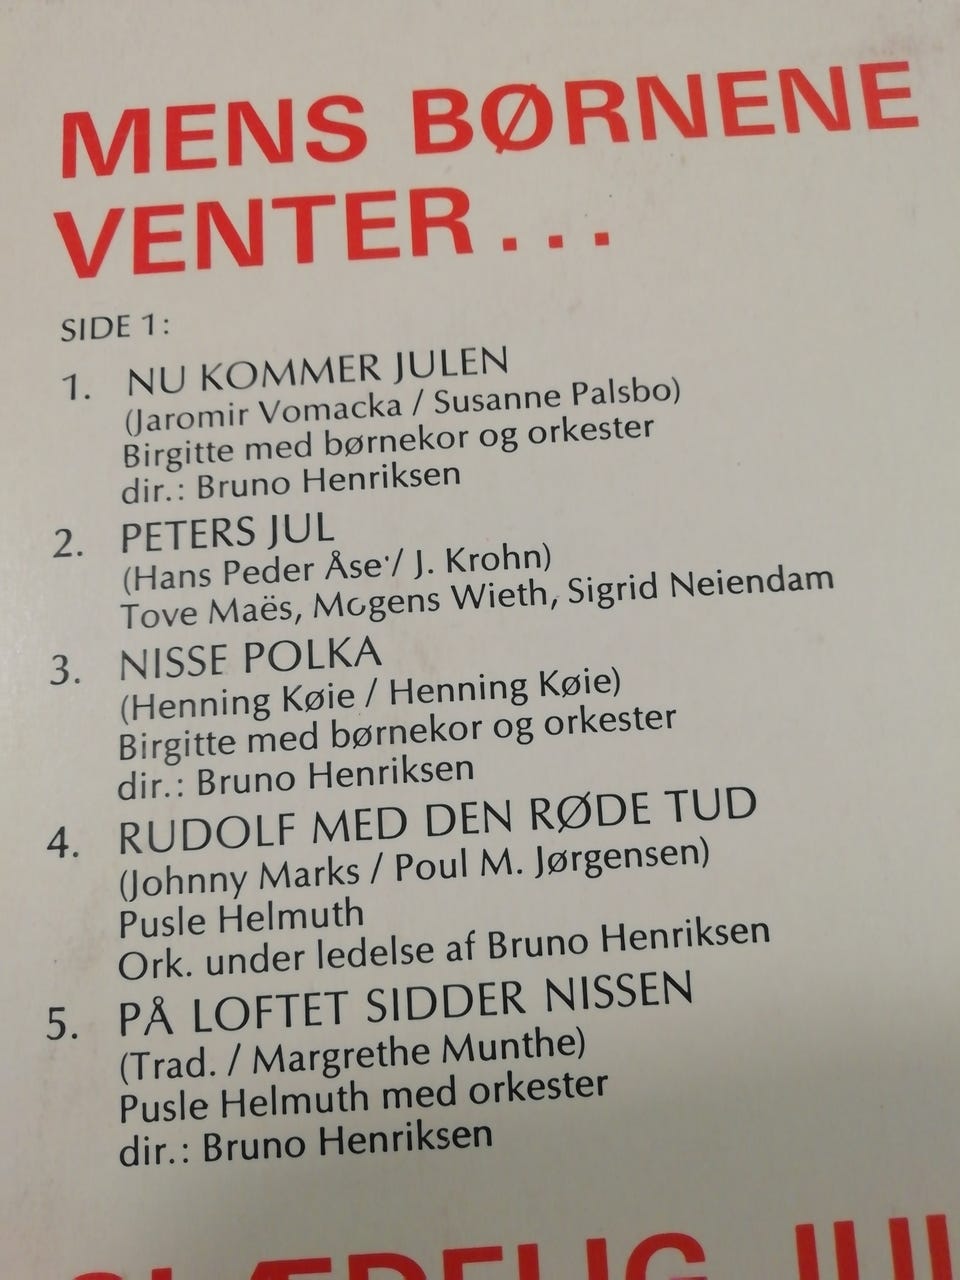 MENS BØRNENE
VENTER...
SIDE 1:
1. NU KOMMER JULEN
(Jaromir Vomacka / Susanne Palsbo)
Birgitte med børnekor og orkester
dir.: Bruno Henriksen
2. PETERS JUL
(Hans Peder Åse / J. Krohn)
Tove Maës, Mogens Wieth, Sigrid Neiendam
3. NISSE POLKA
(Henning Køie / Henning Køie)
Birgitte med børnekor og orkester
dir.: Bruno Henriksen
4. RUDOLF MED DEN RØDE TUD
(Johnny Marks / Poul M. Jørgensen)
Pusle Helmuth
Ork. under ledelse af Bruno Henriksen
5. PÅ LOFTET SIDDER NISSEN
(Trad. / Margrethe Munthe)
Pusle Helmuth med orkester
dir.: Bruno Henriksen